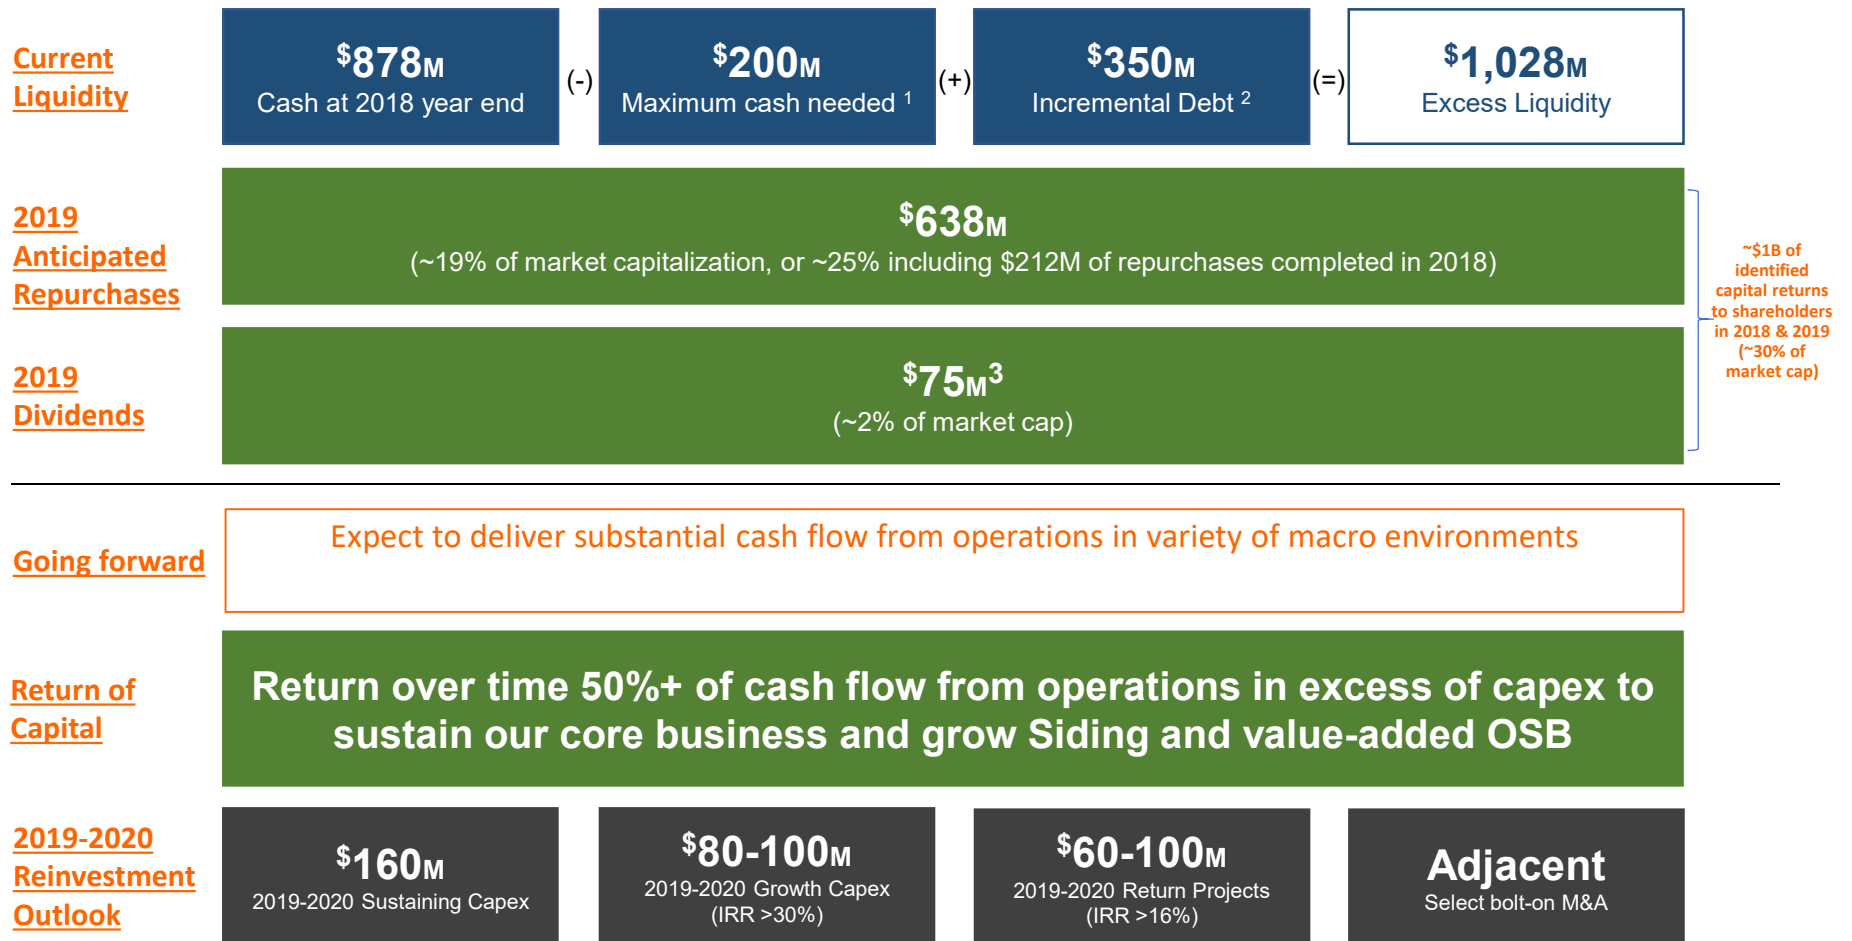 Current
Liquidity
$878M
Cash at 2018 year end
(-)
$200M
Maximum cash needed 1
(+)
$350M
Incremental Debt 2
(=)
$1,028M
Excess Liquidity
2019
Anticipated
Repurchases
$638M
(~19% of market capitalization, or ~25% including $212M of repurchases completed in 2018)
2019
Dividends
$75M3
(~2% of market cap)
~$1B of
identified
capital returns
to shareholders
in 2018 & 2019
(~30% of
market cap)
Going forward
Expect to deliver substantial cash flow from operations in variety of macro environments
Return of
Capital
Return over time 50%+ of cash flow from operations in excess of capex to
sustain our core business and grow Siding and value-added OSB
2019-2020
Reinvestment
Outlook
$160M
2019-2020 Sustaining Capex
$80-100M
2019-2020 Growth Capex
(IRR >30%)
$60-100M
2019-2020 Return Projects
(IRR >16%)
Adjacent
Select bolt-on M&A